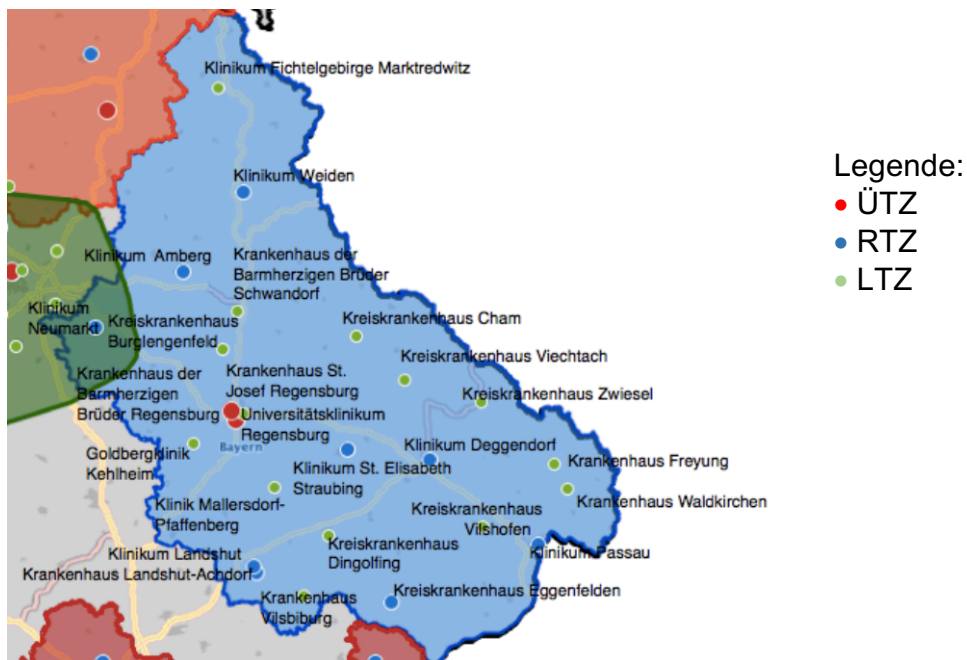 Klinikum Fichtelgebirge Marktredwitz
Legende:
ÜTZ
RTZ
LTZ
Klinikum Weiden
Klinikum Amberg
Krankenhaus der
Barmherzigen Brüder
Schwandorf
Klinikum
Neumarkt
Kreiskrankenhaus
Burglengenfeld
Kreiskrankenhaus Cham
Kreiskrankenhaus Viechtach
Krankenhaus der
Barmherzigen
Brüder Regensburg
Krankenhaus St.
Josef Regensburg
Kreiskrankenhaus Zwiesel
Universitätsklinikum
Regensburg
Bayern
Klinikum Deggendorf
Goldbergklinik
Kehlheim
Klinikum St. Elisabeth
Straubing
Krankenhaus Freyung
Krankenhaus Waldkirchen
Klinik Mallersdorf-
Pfaffenberg
Kreiskrankenhaus
Vilshofen
Kreiskrankenhaus
Dingolfing
Klinikum Passau
Klinikum Landshut
Krankenhaus Landshut-Achdorf
Krankenhaus
Vilsbiburg
Kreiskrankenhaus Eggenfelden